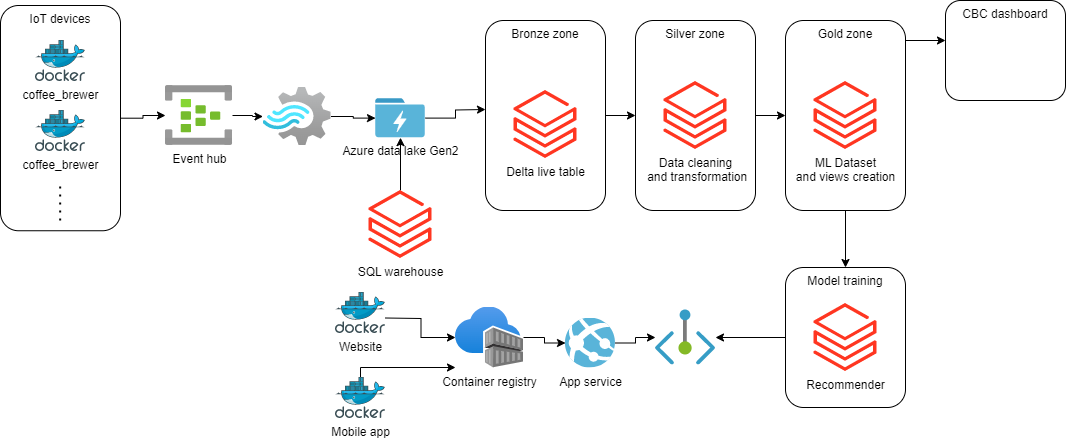 IoT devices
docker
coffee_brewer
docker
coffee_brewer
Event hub
Azure data lake Gen2
SQL warehouse
Bronze zone
Delta live table
Silver zone
Data cleaning
and transformation
Gold zone
ML Dataset
and views creation
CBC dashboard
Model training
Recommender
docker
Website
docker
Mobile app
Container registry
App service